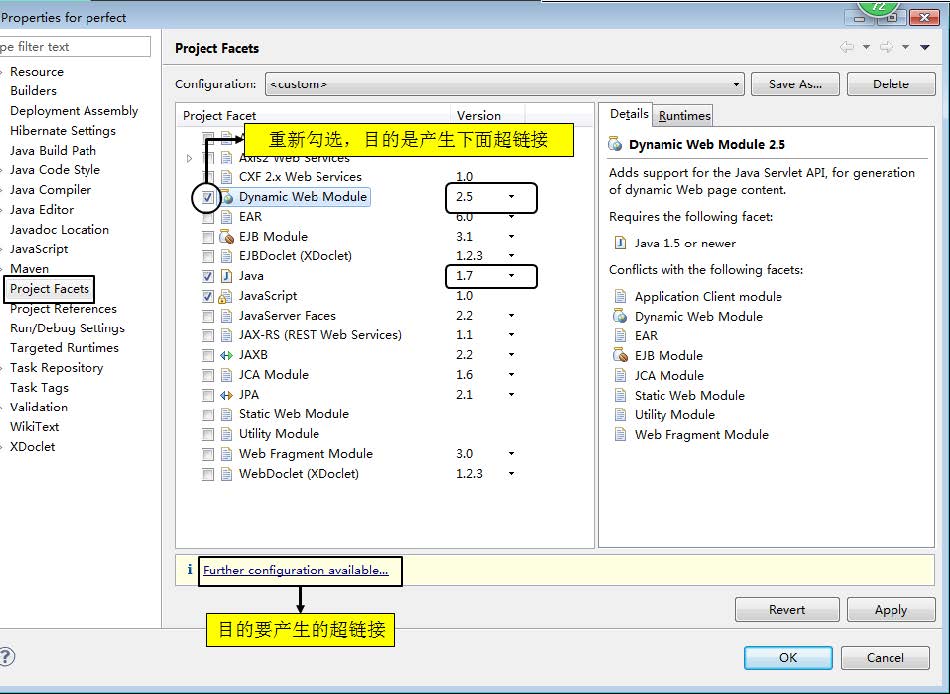 Properties for perfect
72
pe filter text
Resource
Builders
Deployment Assembly
Hibernate Settings
Java Build Path
Java Code Style
Java Compiler
Java Editor
Javadoc Location
JavaScript
Maven
Project Facets
Project References
Run/Debug Settings
Targeted Runtimes
Task Repository
Task Tags
Validation
WikiText
XDoclet
Project Facets
Configuration: <custom> Save As... Delete
Project Facet Version
重新勾选，目的是产生下面超链接
Axis2 Web Services
CXF 2.x Web Services 1.0
Dynamic Web Module 2.5
EAR 6.0
EJB Module 3.1
EJBDoclet (XDoclet) 1.2.3
Java 1.7
JavaScript 1.0
JavaServer Faces 2.2
JAX-RS (REST Web Services) 1.1
JAXB 2.2
JCA Module 1.6
JPA 2.1
Static Web Module
Utility Module
Web Fragment Module 3.0
WebDoclet (XDoclet) 1.2.3
Details Runtimes
Dynamic Web Module 2.5
Adds support for the Java Servlet API, for generation
of dynamic Web page content.
Requires the following facet:
Java 1.5 or newer
Conflicts with the following facets:
Application Client module
Dynamic Web Module
EAR
EJB Module
JCA Module
Static Web Module
Utility Module
Web Fragment Module
i Further configuration available...
目的要产生的超链接
Revert Apply
? OK Cancel